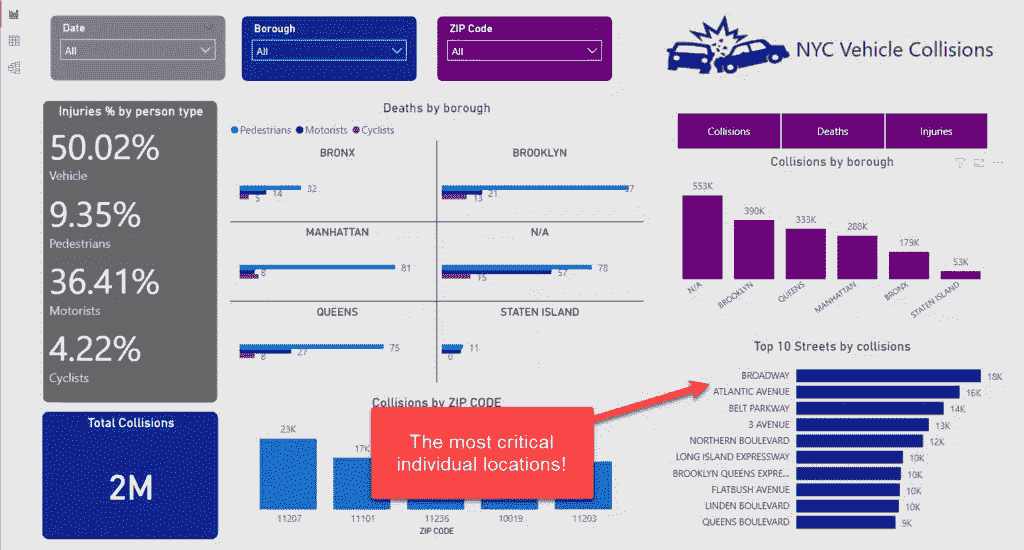 Date
All
Borough
All
ZIP Code
All
NYC Vehicle Collisions
Injuries % by person type
50.02%
Vehicle
9.35%
Pedestrians
36.41%
Motorists
4.22%
Cyclists
Total Collisions
2M
Deaths by borough
Pedestrians Motorists Cyclists
BRONX
32
14
5
BROOKLYN
21
13
MANHATTAN
81
8
N/A
78
57
15
QUEENS
75
27
8
STATEN ISLAND
11
0
Collisions by ZIP CODE
23K
17K
11207 11101 11236 10019 11203
ZIP CODE
The most critical
individual locations!
Collisions Deaths Injuries
Collisions by borough
553K
390K
333K
288K
179K
53K
N/A
BROOKLYN
QUEENS
MANHATTAN
BRONX
STATEN ISLAND
Top 10 Streets by collisions
BROADWAY 18K
ATLANTIC AVENUE 16K
BELT PARKWAY 14K
3 AVENUE 13K
NORTHERN BOULEVARD 12K
LONG ISLAND EXPRESSWAY 10K
BROOKLYN QUEENS EXPRE... 10K
FLATBUSH AVENUE 10K
LINDEN BOULEVARD 10K
QUEENS BOULEVARD 9K